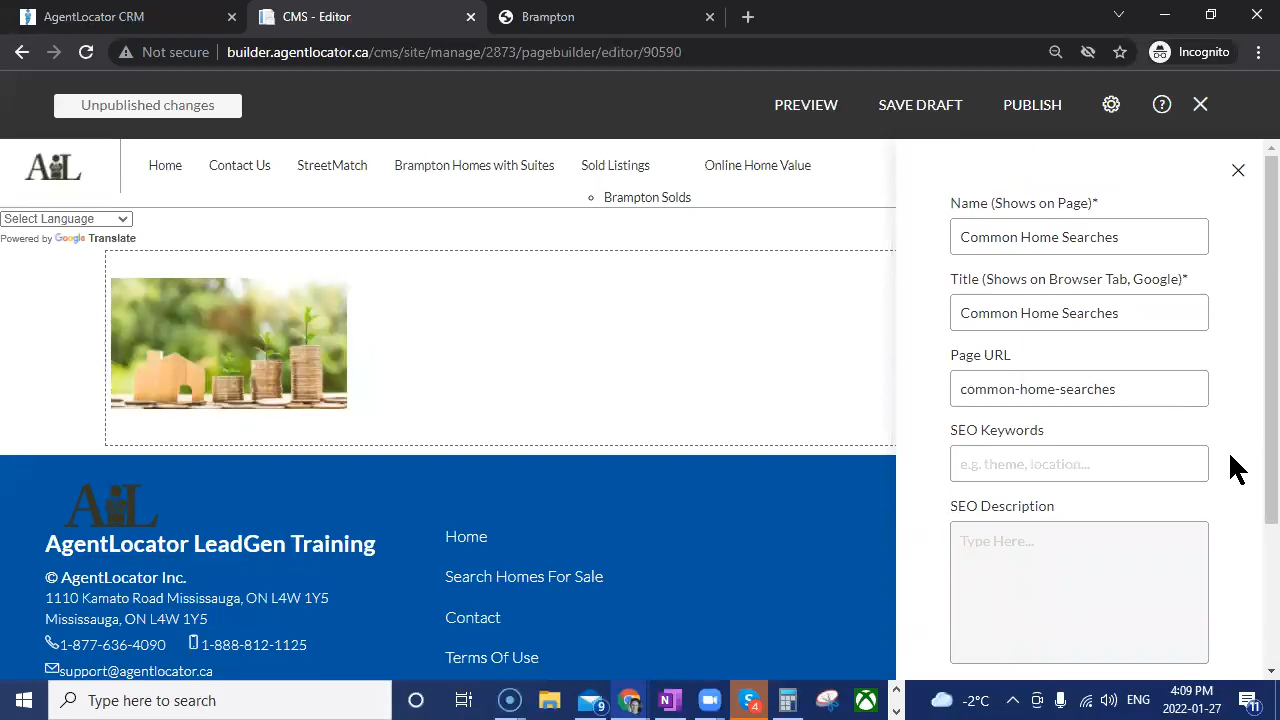 AgentLocator CRM
CMS - Editor
Brampton
Not secure
builder.agentlocator.ca/cms/site/manage/2873/pagebuilder/editor/90590
Incognito
Unpublished changes
PREVIEW
SAVE DRAFT
PUBLISH
AiL
Home
Contact Us
StreetMatch
Brampton Homes with Suites
Sold Listings
Online Home Value
Brampton Solds
Select Language
Powered by Google Translate
Name (Shows on Page)*
Common Home Searches
Title (Shows on Browser Tab, Google)*
Common Home Searches
Page URL
common-home-searches
SEO Keywords
e.g. theme, location...
SEO Description
Type Here...
AiL
AgentLocator LeadGen Training
© AgentLocator Inc.
1110 Kamato Road Mississauga, ON L4W 1Y5
Mississauga, ON L4W 1Y5
1-877-636-4090
1-888-812-1125
support@agentlocator.ca
Home
Search Homes For Sale
Contact
Terms Of Use
Type here to search
9
4
-2°C
ENG
4:09 PM
2022-01-27
11